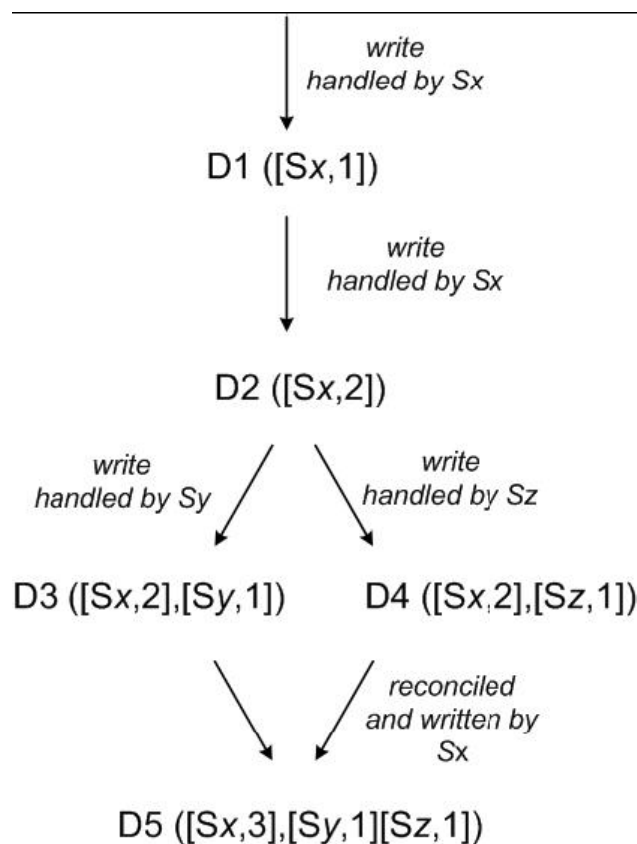 write
handled by Sx
D1 ([Sx,1])
write
handled by Sx
D2 ([Sx,2])
write
handled by Sy
write
handled by Sz
D3 ([Sx,2],[Sy,1])
D4 ([Sx,2],[Sz,1])
reconciled
and written by
Sx
D5 ([Sx,3],[Sy,1][Sz,1])